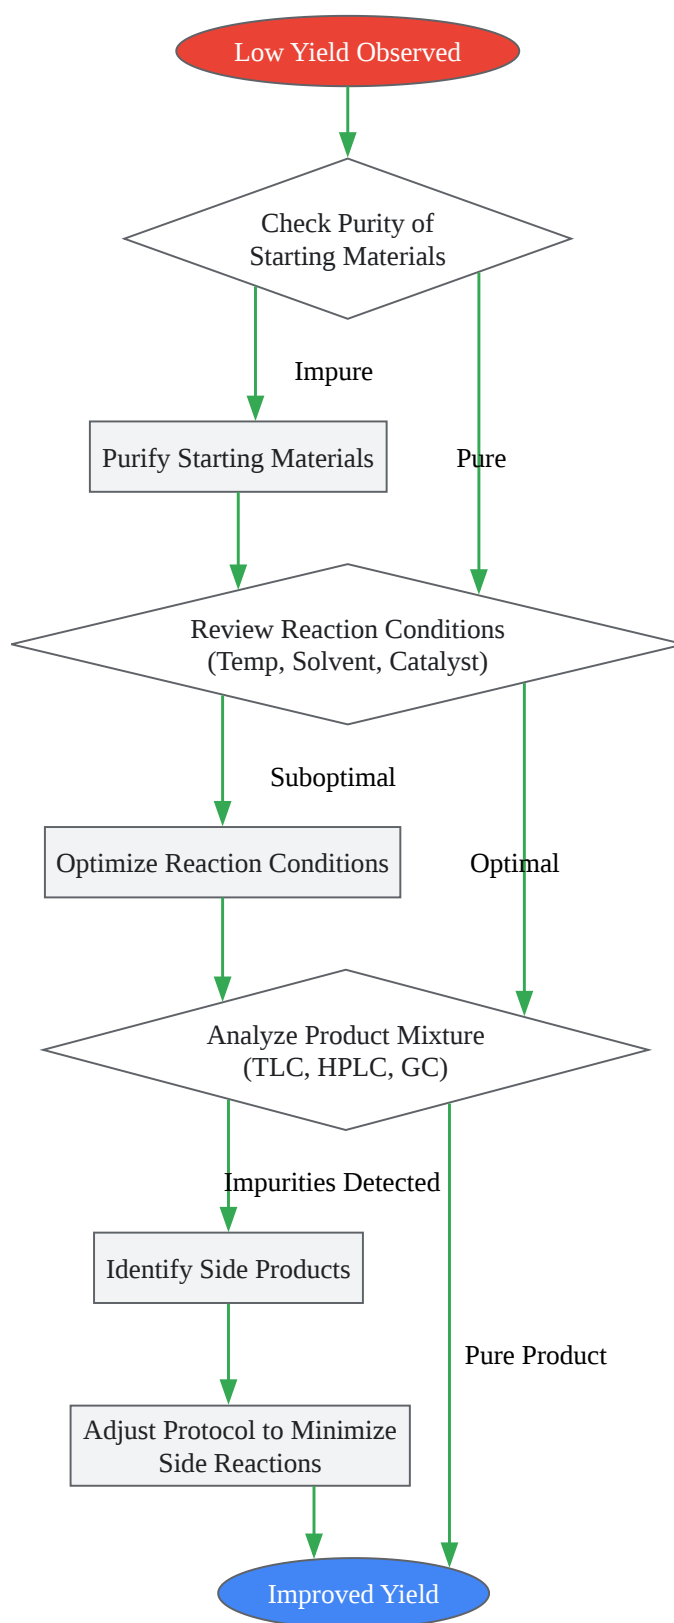 Low Yield Observed
Check Purity of
Starting Materials
Impure
Purify Starting Materials
Pure
Review Reaction Conditions
(Temp, Solvent, Catalyst)
Suboptimal
Optimize Reaction Conditions
Optimal
Analyze Product Mixture
(TLC, HPLC, GC)
Impurities Detected
Identify Side Products
Pure Product
Adjust Protocol to Minimize
Side Reactions
Improved Yield